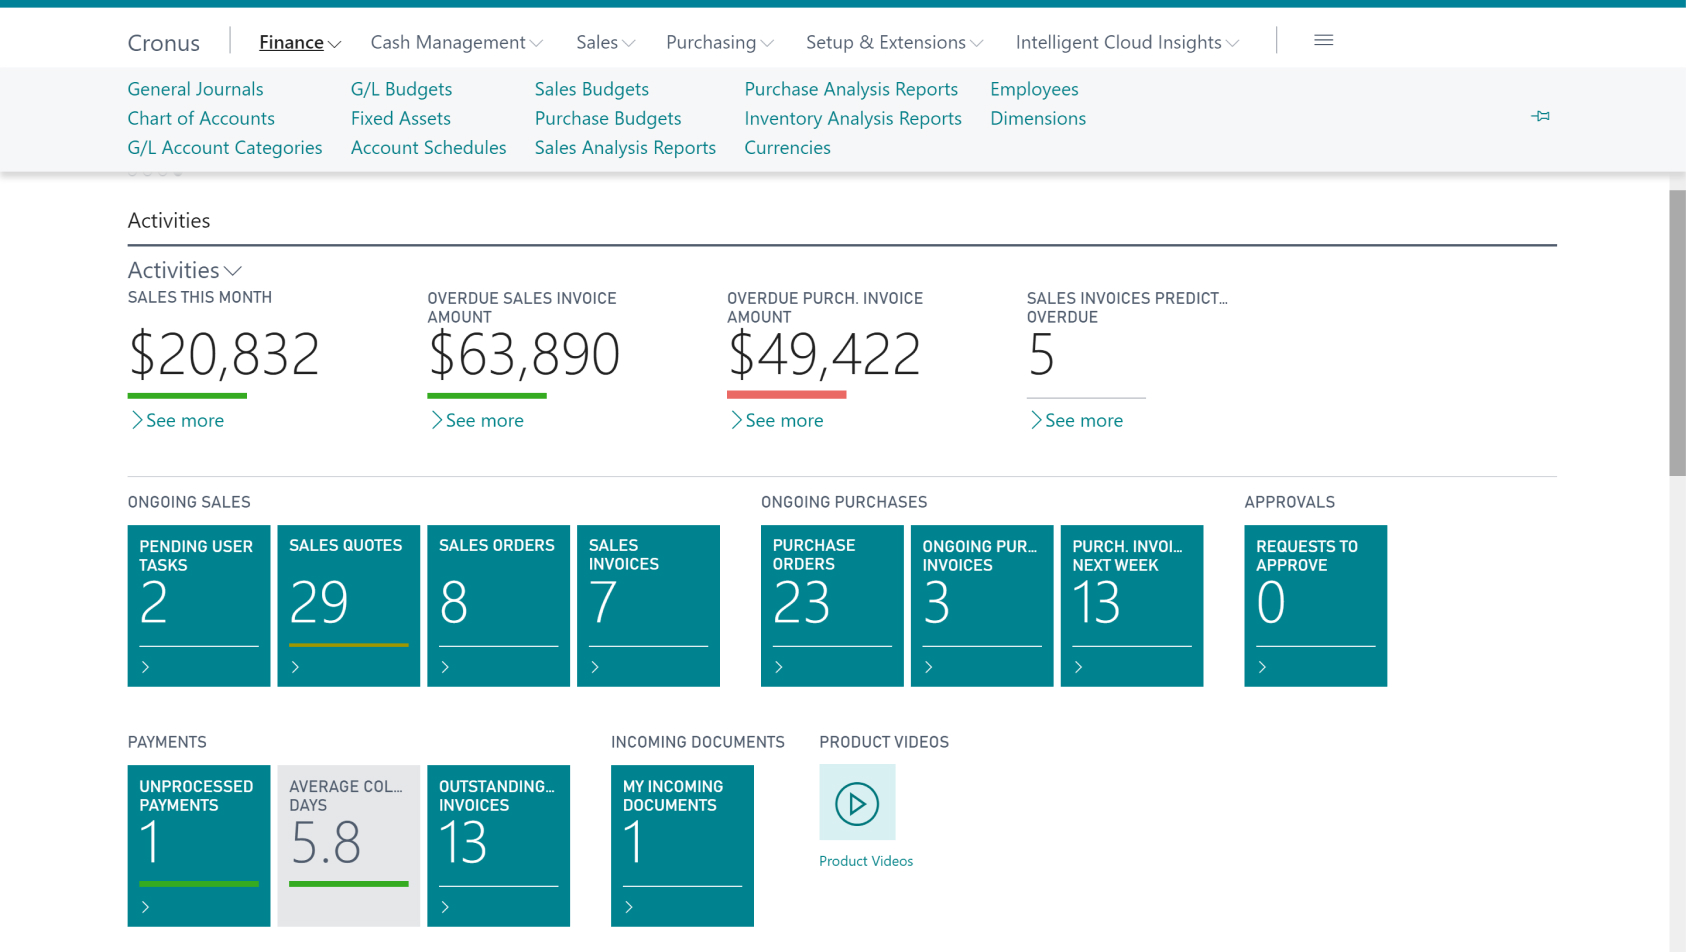 Cronus
Finance
Cash Management
Sales
Purchasing
Setup & Extensions
Intelligent Cloud Insights
General Journals
G/L Budgets
Sales Budgets
Purchase Analysis Reports
Employees
Chart of Accounts
Fixed Assets
Purchase Budgets
Inventory Analysis Reports
Dimensions
G/L Account Categories
Account Schedules
Sales Analysis Reports
Currencies
Activities
Activities
SALES THIS MONTH
$20,832
See more
OVERDUE SALES INVOICE
AMOUNT
$63,890
See more
OVERDUE PURCH. INVOICE
AMOUNT
$49,422
See more
SALES INVOICES PREDICT...
OVERDUE
5
See more
ONGOING SALES
PENDING USER
TASKS
2
SALES QUOTES
29
SALES ORDERS
8
SALES
INVOICES
7
ONGOING PURCHASES
PURCHASE
ORDERS
23
ONGOING PUR...
INVOICES
3
PURCH. INVOI...
NEXT WEEK
13
APPROVALS
REQUESTS TO
APPROVE
0
PAYMENTS
UNPROCESSED
PAYMENTS
1
AVERAGE COL...
DAYS
5.8
OUTSTANDING...
INVOICES
13
INCOMING DOCUMENTS
MY INCOMING
DOCUMENTS
1
PRODUCT VIDEOS
Product Videos